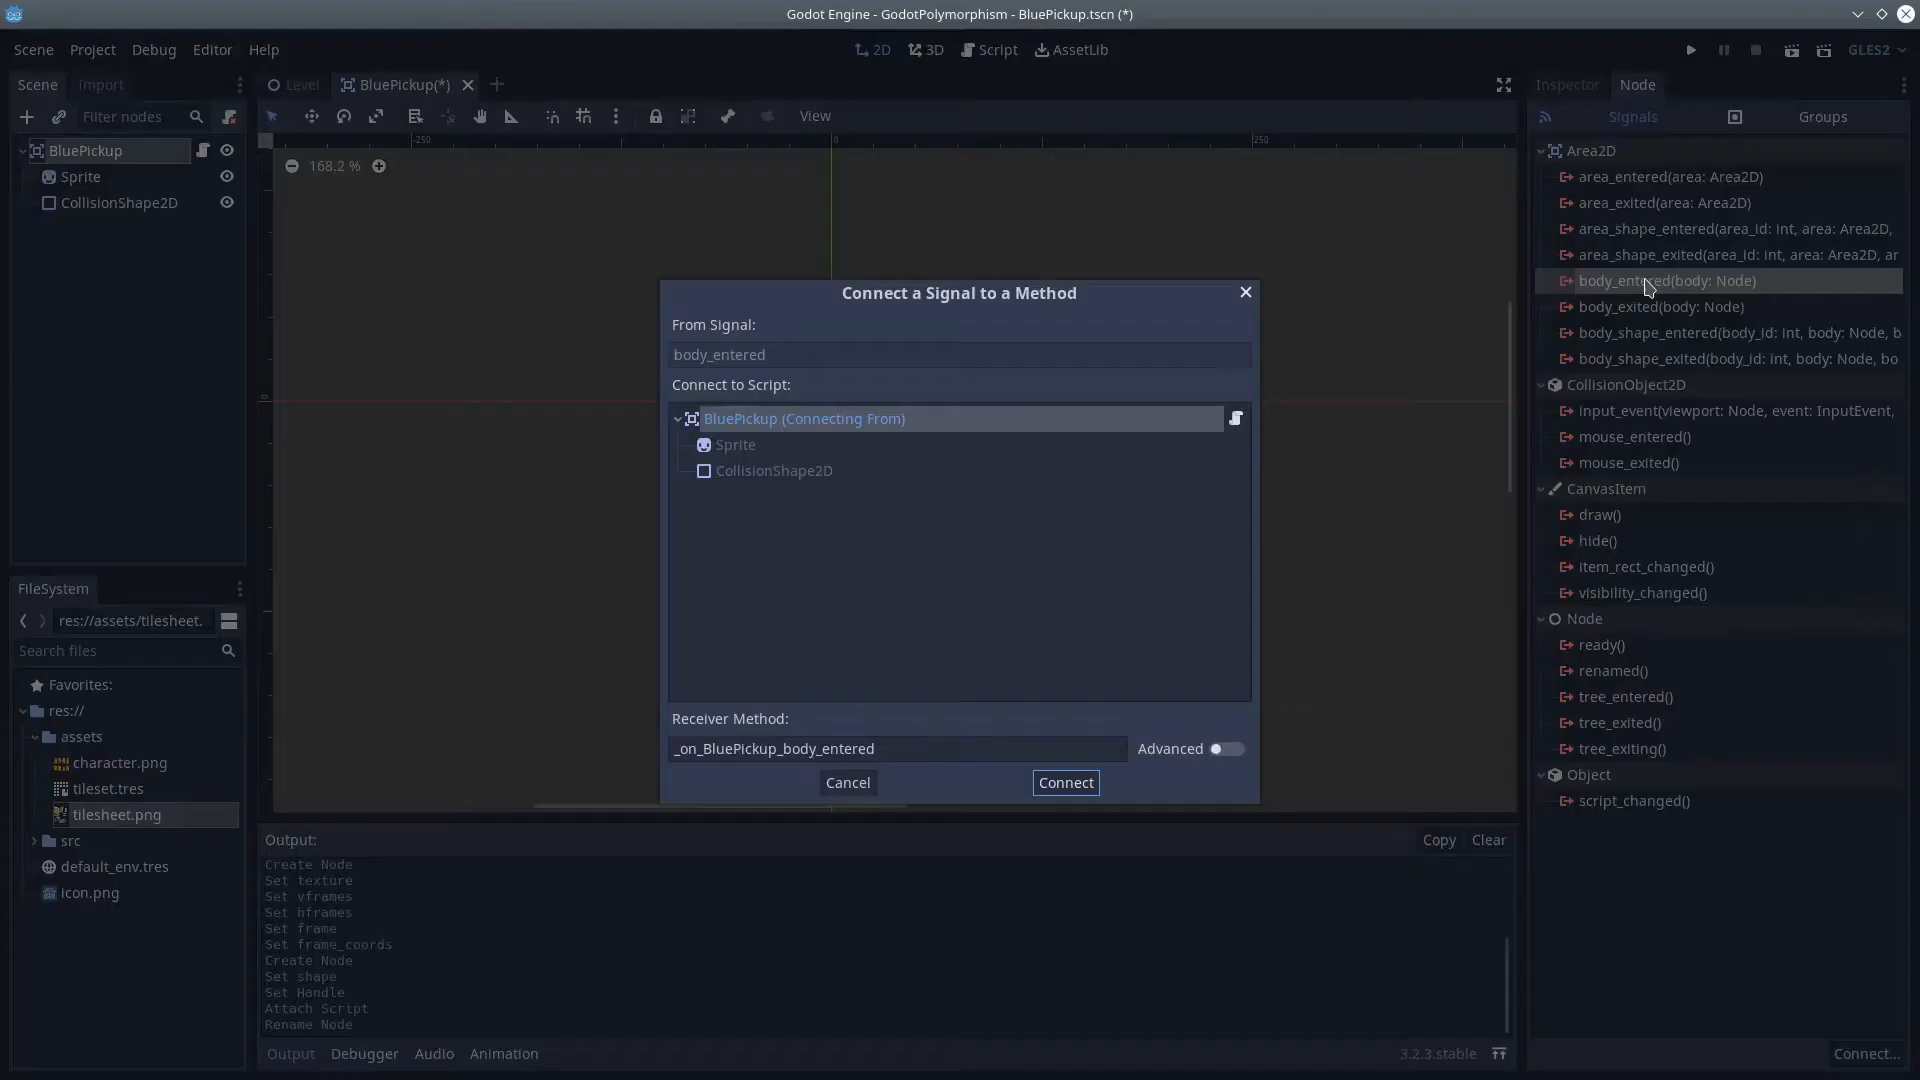 Godot Engine - GodotPolymorphism - BluePickup.tscn (*)
Scene Project Debug Editor Help
2D 3D Script AssetLib
GLES2
Scene Import
Filter nodes
BluePickup
Sprite
CollisionShape2D
FileSystem
res://assets/tilesheet.
Search files
Favorites:
res://
assets
character.png
tileset.tres
tilesheet.png
src
default_env.tres
icon.png
Level BluePickup(*)
View
-250 0 250
168.2 %
0
Connect a Signal to a Method
From Signal:
body_entered
Connect to Script:
BluePickup (Connecting From)
Sprite
CollisionShape2D
Receiver Method:
_on_BluePickup_body_entered
Advanced
Cancel Connect
Output: Copy Clear
Create Node
Set texture
Set vframes
Set hframes
Set frame
Set frame_coords
Create Node
Set shape
Set Handle
Attach Script
Rename Node
Output Debugger Audio Animation 3.2.3.stable
Inspector Node
Signals Groups
Area2D
area_entered(area: Area2D)
area_exited(area: Area2D)
area_shape_entered(area_id: int, area: Area2D,
area_shape_exited(area_id: int, area: Area2D, ar
body_entered(body: Node)
body_exited(body: Node)
body_shape_entered(body_id: int, body: Node, b
body_shape_exited(body_id: int, body: Node, bo
CollisionObject2D
input_event(viewport: Node, event: InputEvent,
mouse_entered()
mouse_exited()
CanvasItem
draw()
hide()
item_rect_changed()
visibility_changed()
Node
ready()
renamed()
tree_entered()
tree_exited()
tree_exiting()
Object
script_changed()
Connect...